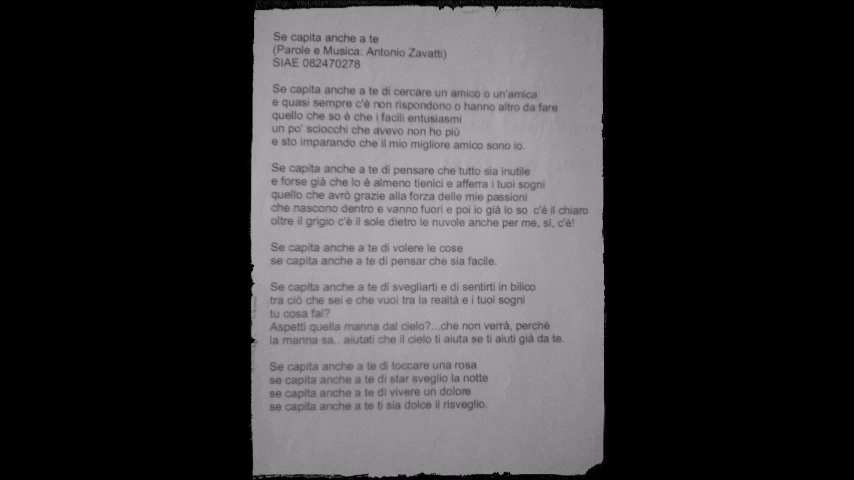 Se capita anche a te
(Parole e Musica: Antonio Zavatti)
SIAE 082470278
Se capita anche a te di cercare un amico o un'amica
e quasi sempre c'è non rispondono o hanno altro da fare
quello che so è che i facili entusiasmi
un po' sciocchi che avevo non ho più
e sto imparando che il mio migliore amico sono io.
Se capita anche a te di pensare che tutto sia inutile
e forse già che lo è almeno tienici e afferra i tuoi sogni
quello che avrò grazie alla forza delle mie passioni
che nascono dentro e vanno fuori e poi io già lo so c'è il chiaro
oltre il grigio c'è il sole dietro le nuvole anche per me, sì, c'è!
Se capita anche a te di volere le cose
se capita anche a te di pensar che sia facile.
Se capita anche a te di svegliarti e di sentirti in bilico
tra ciò che sei e che vuoi tra la realtà e i tuoi sogni
tu cosa fai?
Aspetti quella manna dal cielo?...che non verrà, perchè
la manna sa.. aiutati che il cielo ti aiuta se ti aiuti già da te.
Se capita anche a te di toccare una rosa
se capita anche a te di star sveglio la notte
se capita anche a te di vivere un dolore
se capita anche a te ti sia dolce il risveglio.